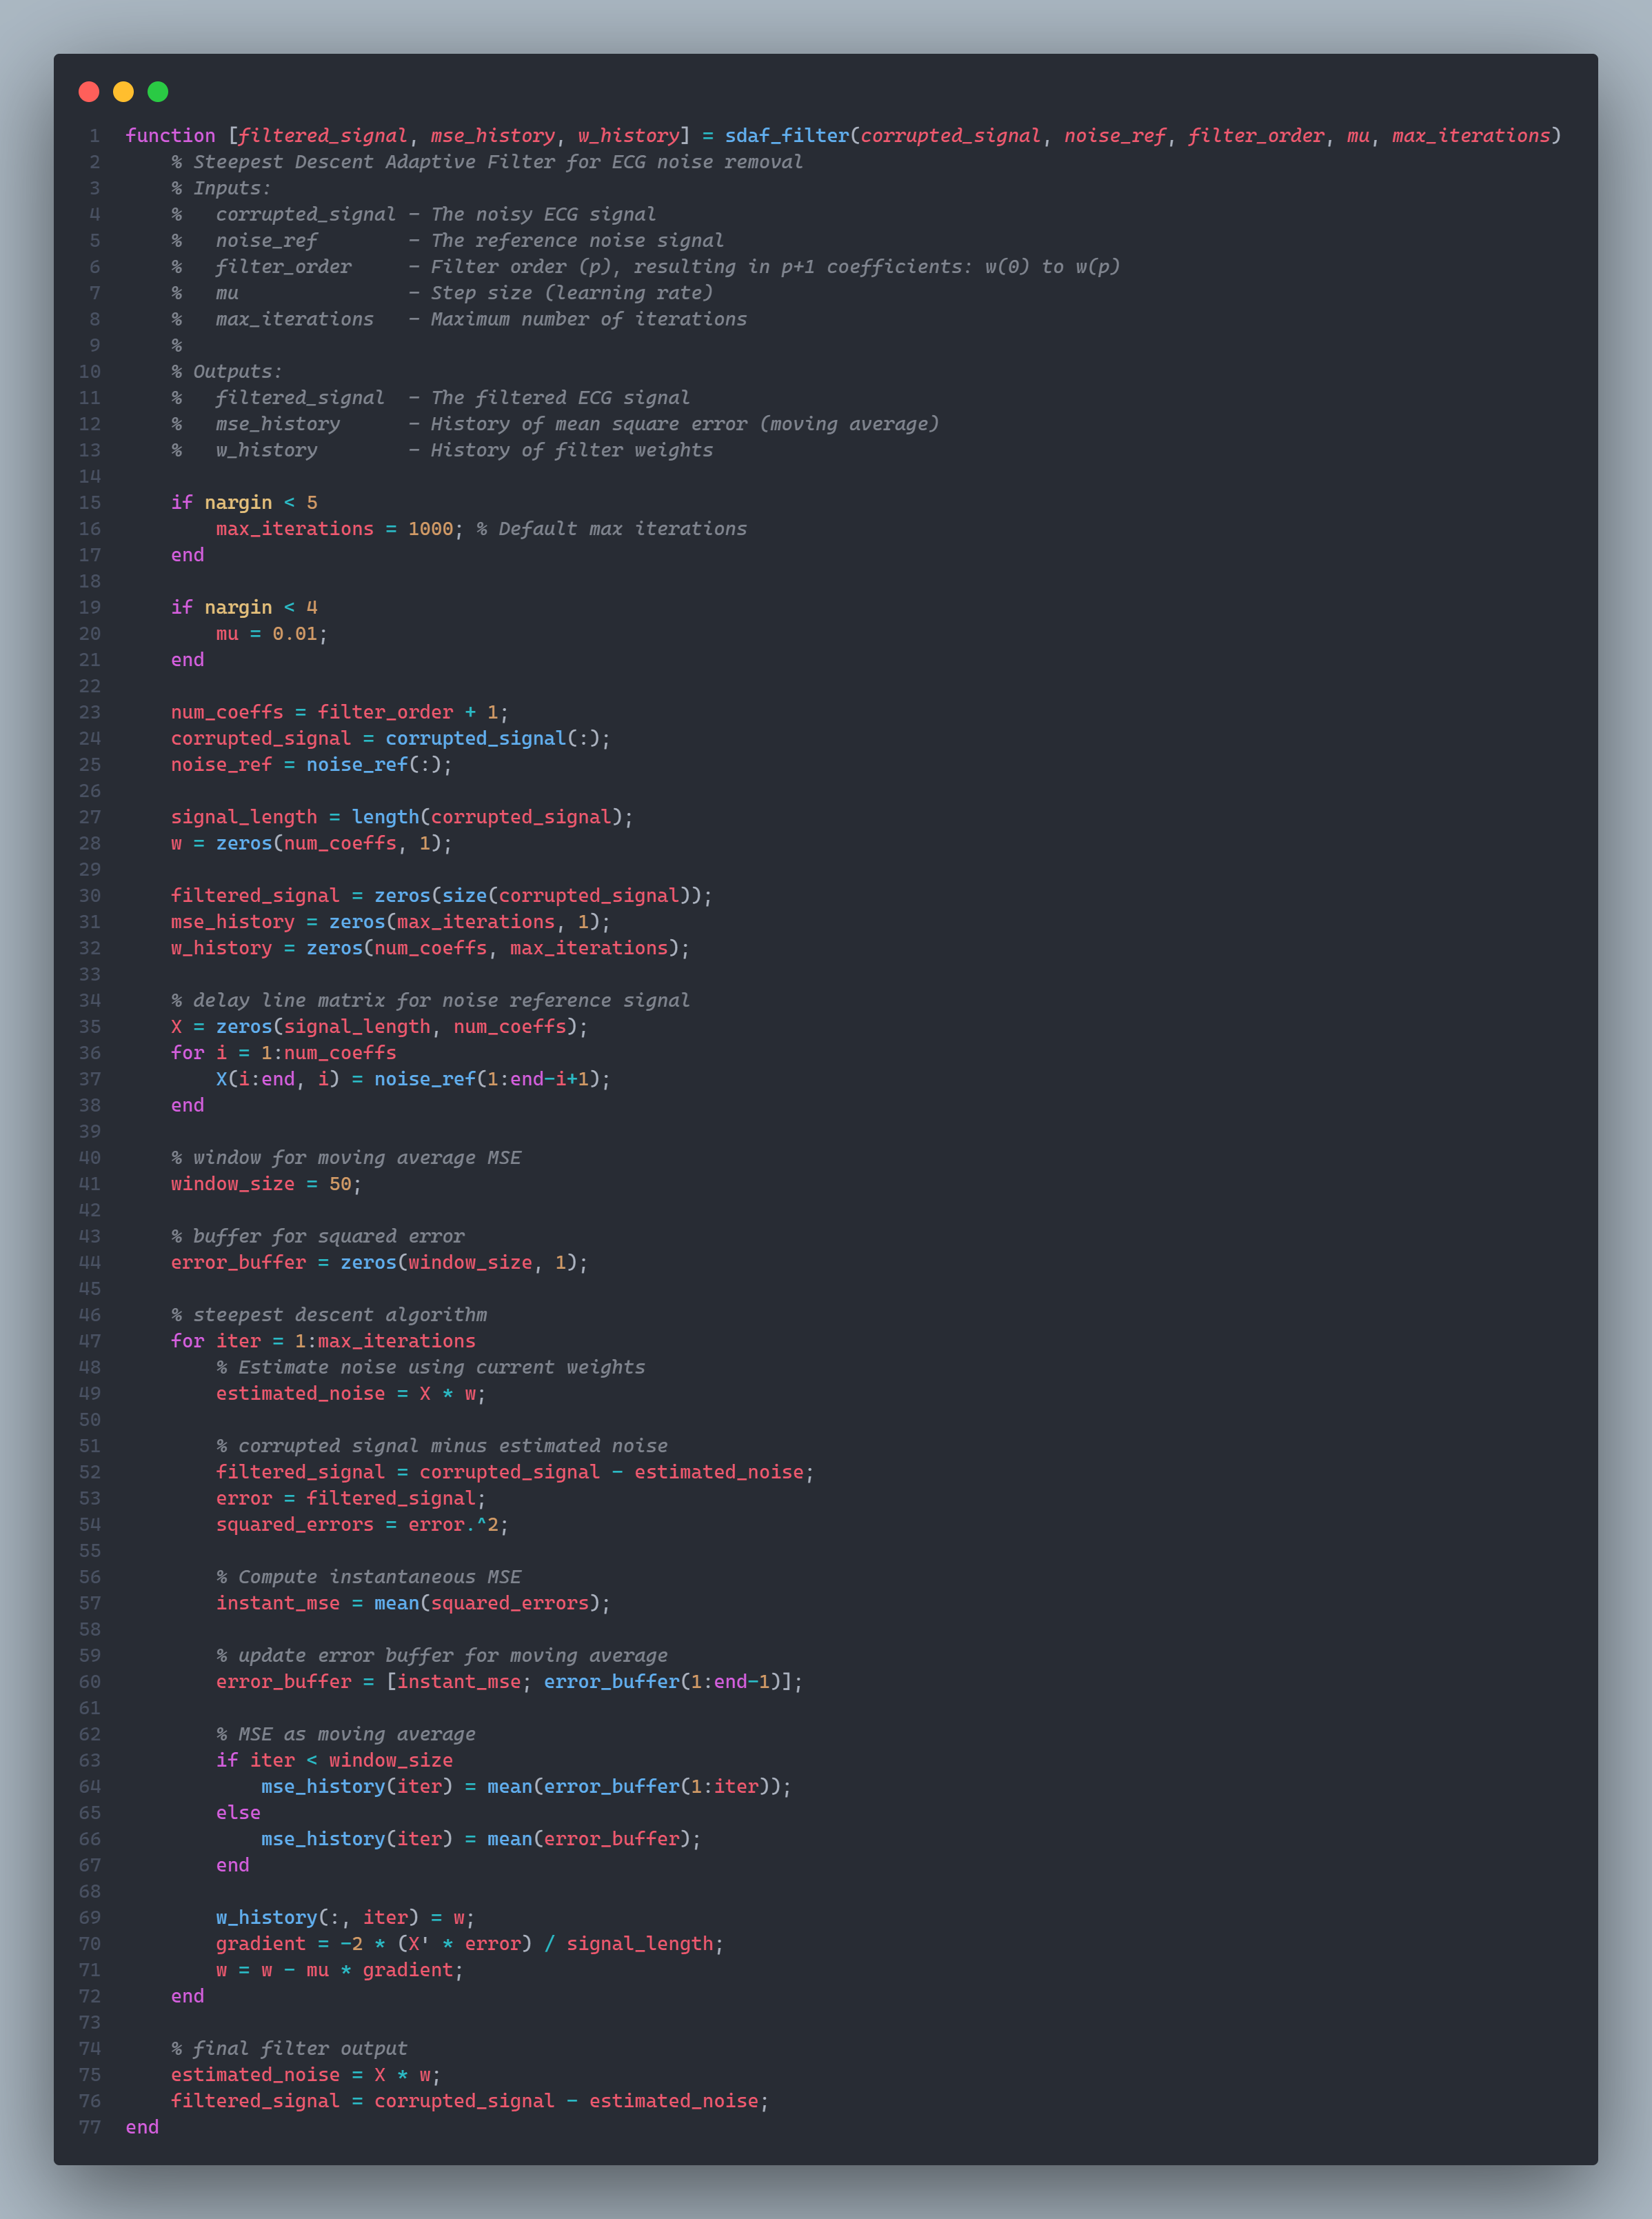 1 function [filtered_signal, mse_history, w_history] = sdaf_filter(corrupted_signal, noise_ref, filter_order, mu, max_iterations)
2     % Steepest Descent Adaptive Filter for ECG noise removal
3     % Inputs:
4     %   corrupted_signal - The noisy ECG signal
5     %   noise_ref        - The reference noise signal
6     %   filter_order     - Filter order (p), resulting in p+1 coefficients: w(0) to w(p)
7     %   mu               - Step size (learning rate)
8     %   max_iterations   - Maximum number of iterations
9     %
10     % Outputs:
11     %   filtered_signal  - The filtered ECG signal
12     %   mse_history      - History of mean square error (moving average)
13     %   w_history        - History of filter weights
14
15     if nargin < 5
16         max_iterations = 1000; % Default max iterations
17     end
18
19     if nargin < 4
20         mu = 0.01;
21     end
22
23     num_coeffs = filter_order + 1;
24     corrupted_signal = corrupted_signal(:);
25     noise_ref = noise_ref(:);
26
27     signal_length = length(corrupted_signal);
28     w = zeros(num_coeffs, 1);
29
30     filtered_signal = zeros(size(corrupted_signal));
31     mse_history = zeros(max_iterations, 1);
32     w_history = zeros(num_coeffs, max_iterations);
33
34     % delay line matrix for noise reference signal
35     X = zeros(signal_length, num_coeffs);
36     for i = 1:num_coeffs
37         X(i:end, i) = noise_ref(1:end-i+1);
38     end
39
40     % window for moving average MSE
41     window_size = 50;
42
43     % buffer for squared error
44     error_buffer = zeros(window_size, 1);
45
46     % steepest descent algorithm
47     for iter = 1:max_iterations
48         % Estimate noise using current weights
49         estimated_noise = X * w;
50
51         % corrupted signal minus estimated noise
52         filtered_signal = corrupted_signal - estimated_noise;
53         error = filtered_signal;
54         squared_errors = error.^2;
55
56         % Compute instantaneous MSE
57         instant_mse = mean(squared_errors);
58
59         % update error buffer for moving average
60         error_buffer = [instant_mse; error_buffer(1:end-1)];
61
62         % MSE as moving average
63         if iter < window_size
64             mse_history(iter) = mean(error_buffer(1:iter));
65         else
66             mse_history(iter) = mean(error_buffer);
67         end
68
69         w_history(:, iter) = w;
70         gradient = -2 * (X' * error) / signal_length;
71         w = w - mu * gradient;
72     end
73
74     % final filter output
75     estimated_noise = X * w;
76     filtered_signal = corrupted_signal - estimated_noise;
77 end